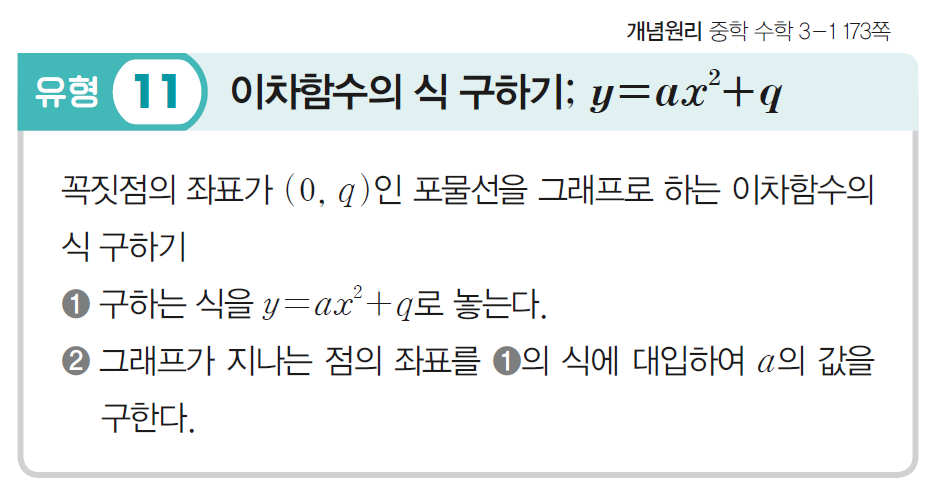 개념원리 중학 수학 3-1 173쪽
유형 11 이차함수의 식 구하기; y=ax²+q
꼭짓점의 좌표가 (0, q)인 포물선을 그래프로 하는 이차함수의
식 구하기
❶ 구하는 식을 y=ax²+q로 놓는다.
❷ 그래프가 지나는 점의 좌표를 ❶의 식에 대입하여 a의 값을
구한다.